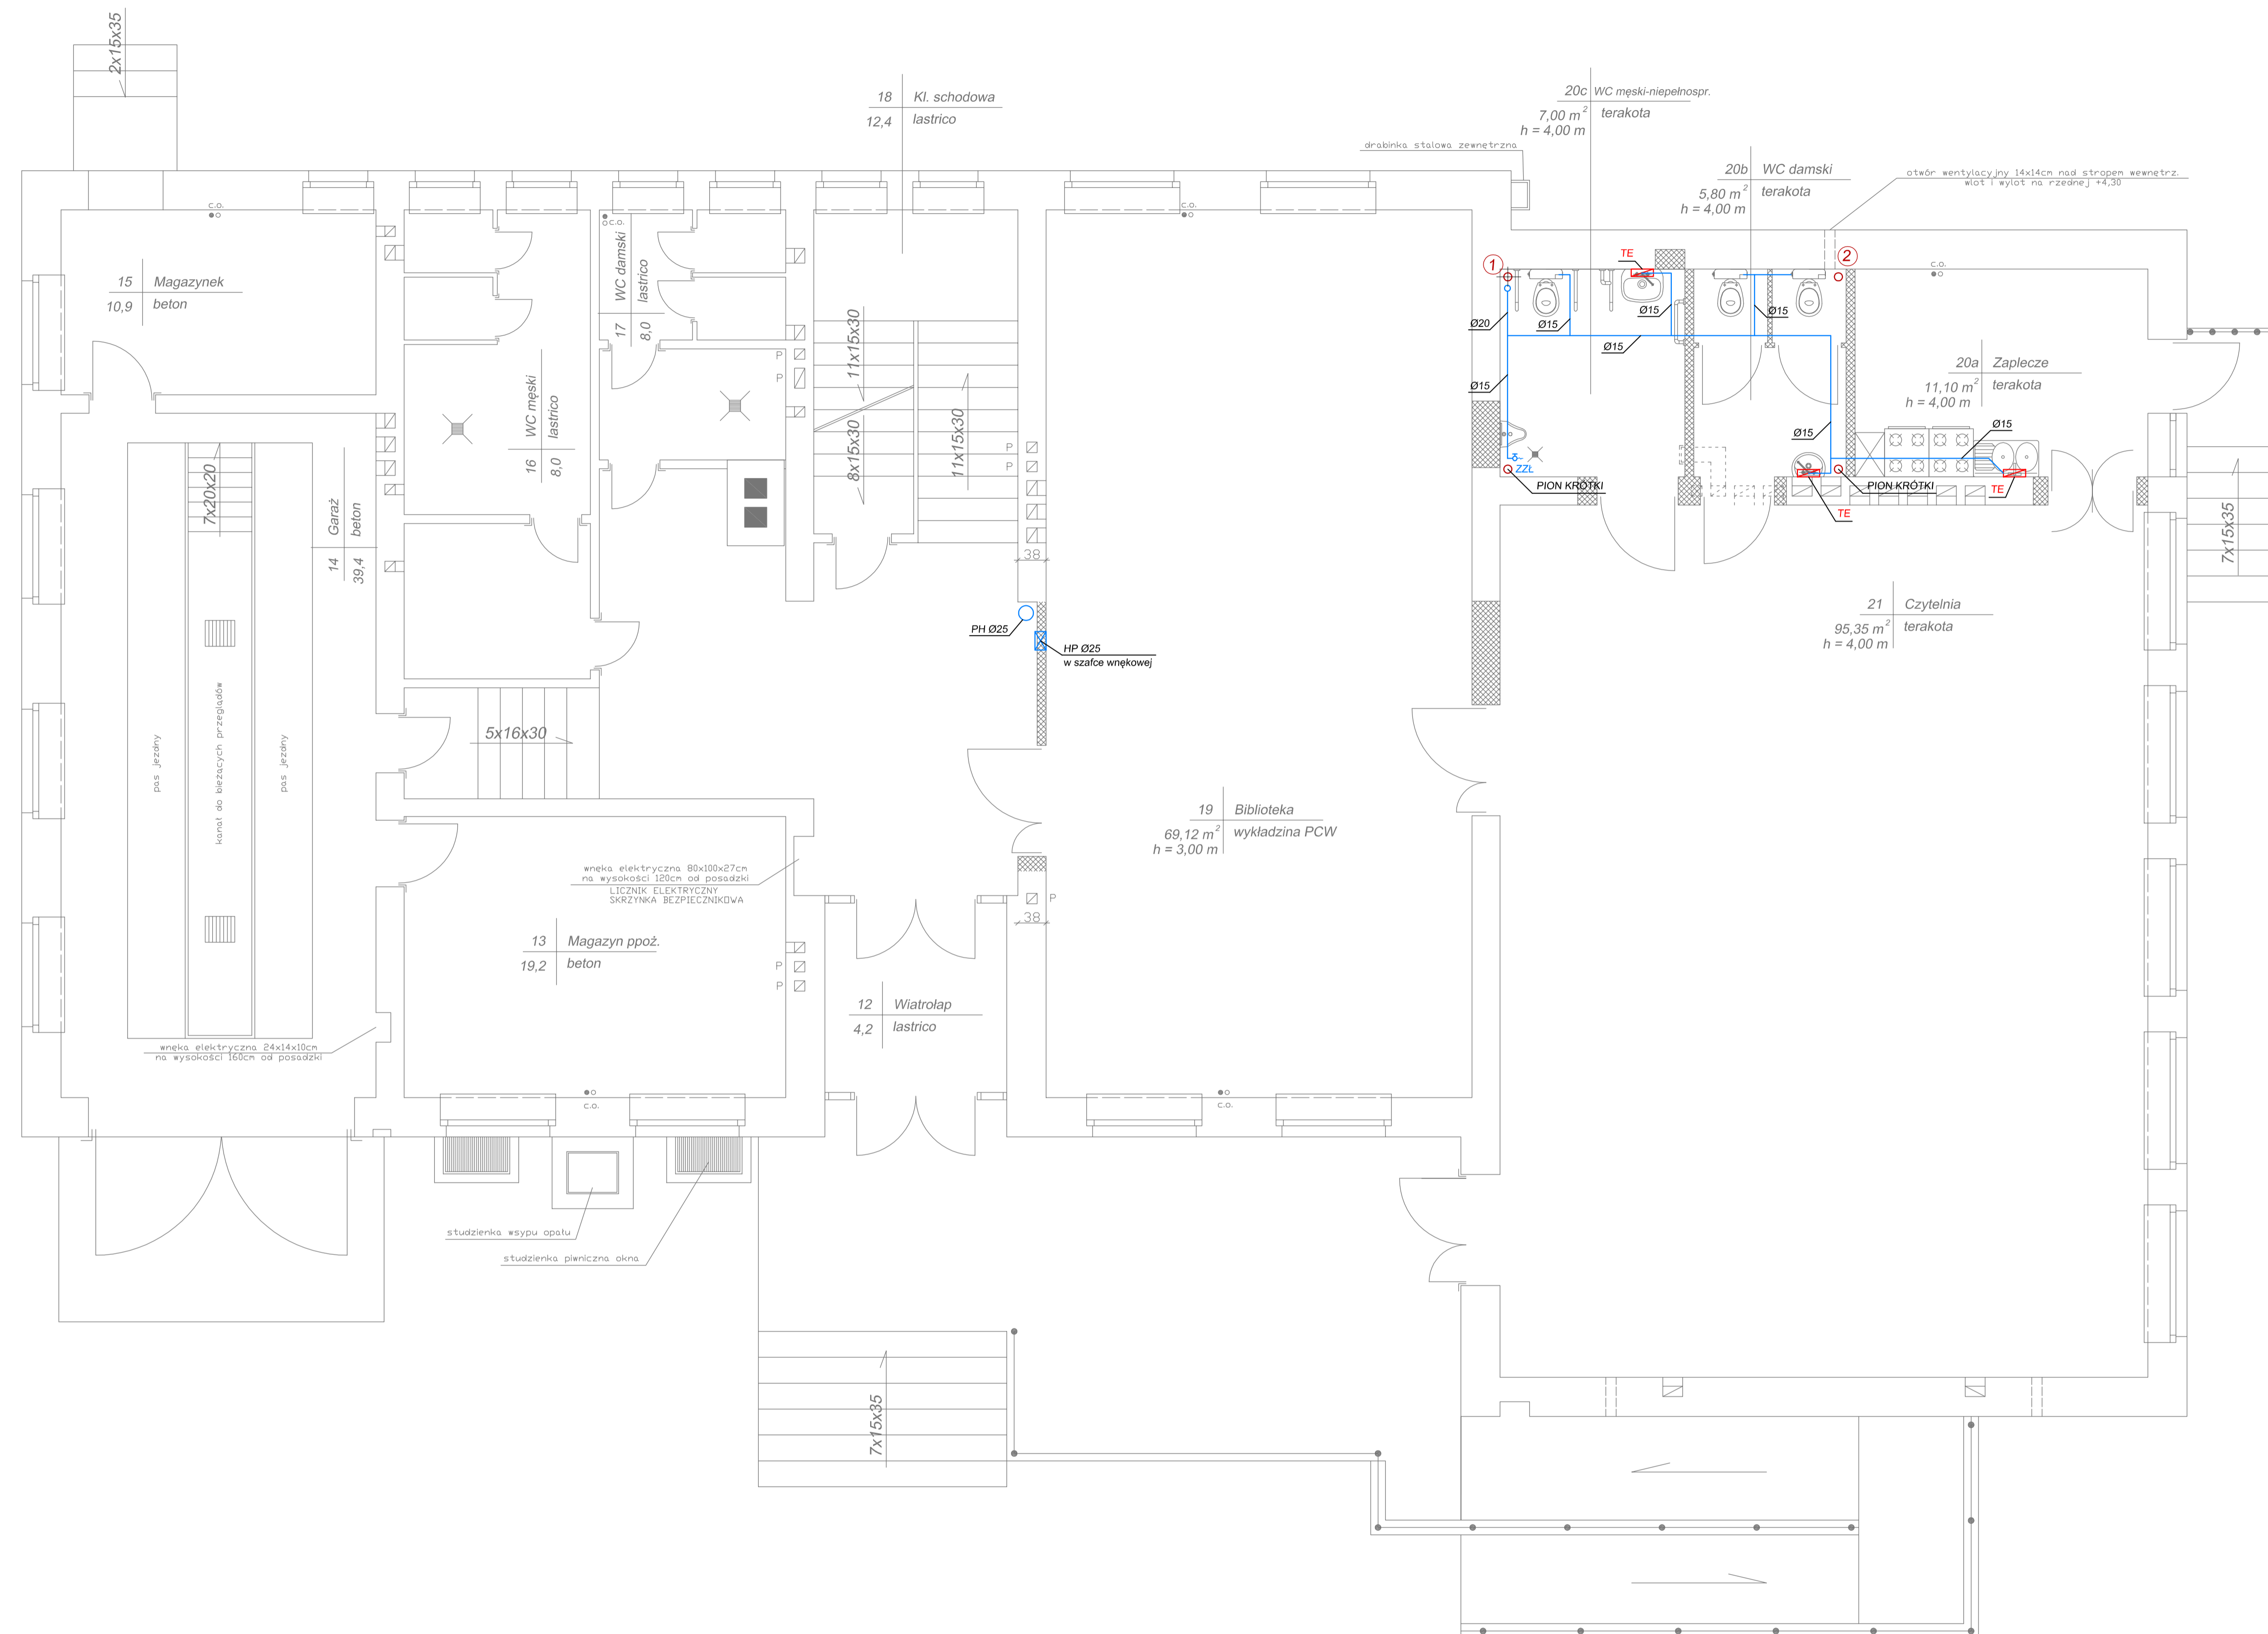 2x15x35
18 Kl. schodowa
12,4 lastrico
20c WC męski-niepełnospr.
7,00 m² terakota
h = 4,00 m
drabinka stalowa zewnętrzna
20b WC damski
5,80 m² terakota
h = 4,00 m
otwór wentylacyjny 14x14cm nad stropem wewnętrz.
wlot i wylot na rzędnej +4,30
c.o.
c.o.
c.o.
c.o.
15 Magazynek
10,9 beton
17 WC damski
8,0 lastrico
16 WC męski
8,0 lastrico
P
P
11x15x30
8x15x30
11x15x30
P
P
1
TE
2
Ø20
Ø15
Ø15
Ø15
Ø15
Ø15
Ø15
Ø15
ZZŁ
PION KRÓTKI
PION KRÓTKI
TE
TE
20a Zaplecze
11,10 m² terakota
h = 4,00 m
7x15x35
7x20x20
14 Garaż
39,4 beton
38
PH Ø25
HP Ø25
w szafce wnękowej
21 Czytelnia
95,35 m² terakota
h = 4,00 m
pas jezdny
kanał do bieżących przeglądów
pas jezdny
5x16x30
19 Biblioteka
69,12 m² wykładzina PCW
h = 3,00 m
wnęka elektryczna 80x100x27cm
na wysokości 120cm od posadzki
LICZNIK ELEKTRYCZNY
SKRZYNKA BEZPIECZNIKOWA
P
38
13 Magazyn ppoż.
19,2 beton
P
P
12 Wiatrołap
4,2 lastrico
wnęka elektryczna 24x14x10cm
na wysokości 160cm od posadzki
c.o.
c.o.
studzienka wsypu opału
studzienka piwniczna okna
7x15x35